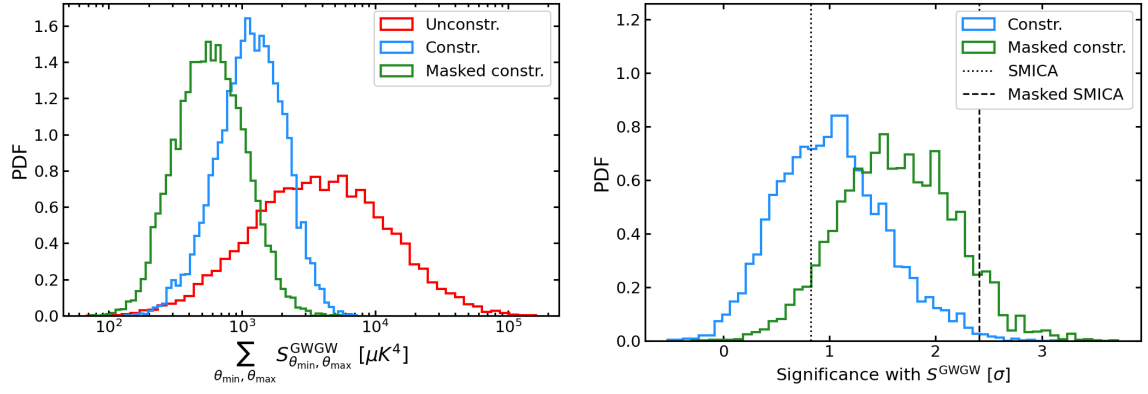 Unconstr.
Constr.
Masked constr.
PDF
1.6
1.4
1.2
1.0
0.8
0.6
0.4
0.2
0.0
10²
10³
10⁴
10⁵
∑ S^GWGW_θmin, θmax [μK⁴]
θmin, θmax
Constr.
Masked constr.
SMICA
Masked SMICA
PDF
1.2
1.0
0.8
0.6
0.4
0.2
0.0
0
1
2
3
Significance with S^GWGW [σ]